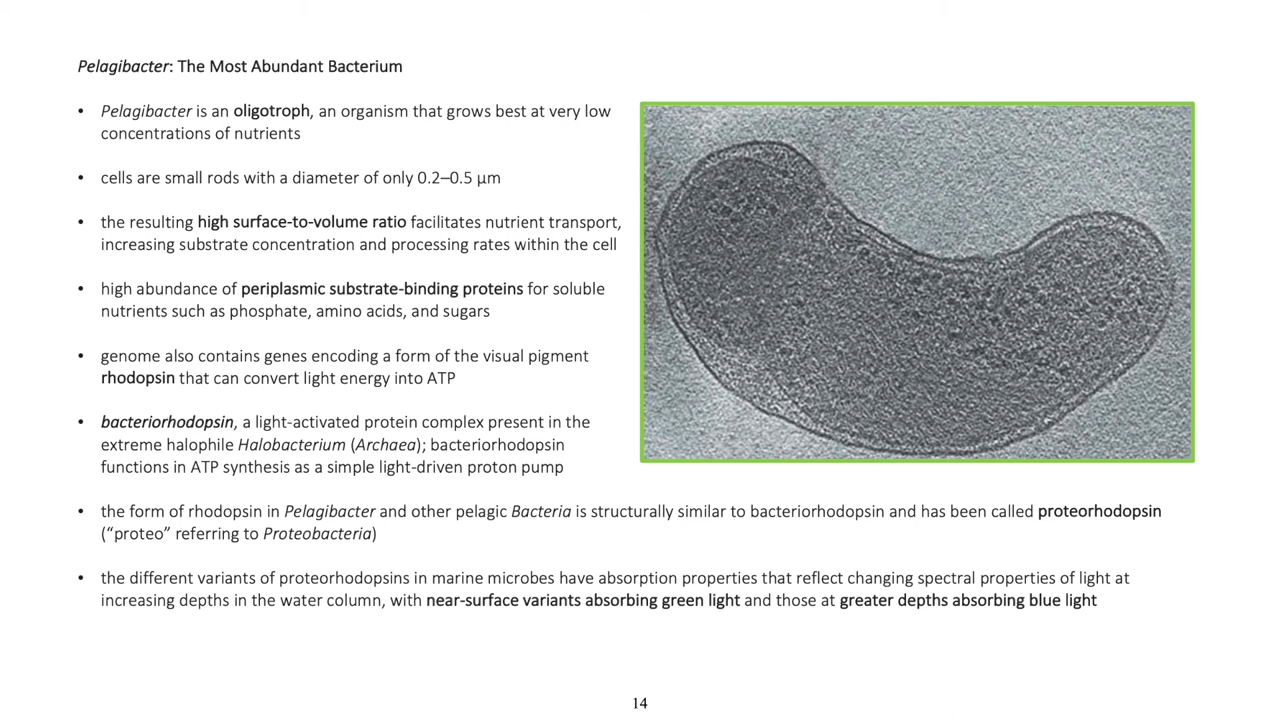 Pelagibacter: The Most Abundant Bacterium
• Pelagibacter is an oligotroph, an organism that grows best at very low
concentrations of nutrients
• cells are small rods with a diameter of only 0.2–0.5 µm
• the resulting high surface-to-volume ratio facilitates nutrient transport,
increasing substrate concentration and processing rates within the cell
• high abundance of periplasmic substrate-binding proteins for soluble
nutrients such as phosphate, amino acids, and sugars
• genome also contains genes encoding a form of the visual pigment
rhodopsin that can convert light energy into ATP
• bacteriorhodopsin, a light-activated protein complex present in the
extreme halophile Halobacterium (Archaea); bacteriorhodopsin
functions in ATP synthesis as a simple light-driven proton pump
• the form of rhodopsin in Pelagibacter and other pelagic Bacteria is structurally similar to bacteriorhodopsin and has been called proteorhodopsin
(“proteo” referring to Proteobacteria)
• the different variants of proteorhodopsins in marine microbes have absorption properties that reflect changing spectral properties of light at
increasing depths in the water column, with near-surface variants absorbing green light and those at greater depths absorbing blue light
14